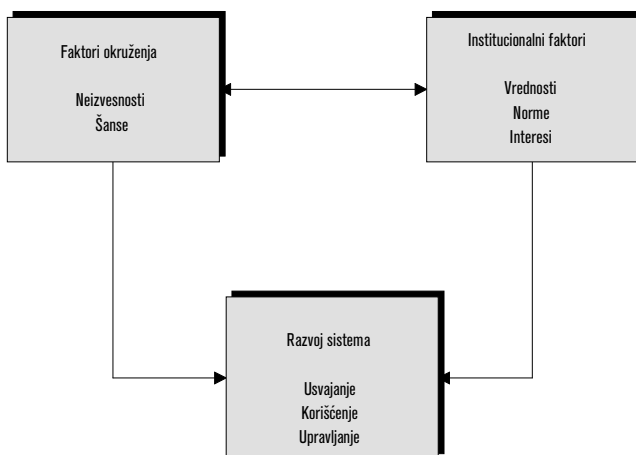 Faktori okruženja
Neizvesnosti
Šanse
Institucionalni faktori
Vrednosti
Norme
Interesi
Razvoj sistema
Usvajanje
Korišćenje
Upravljanje